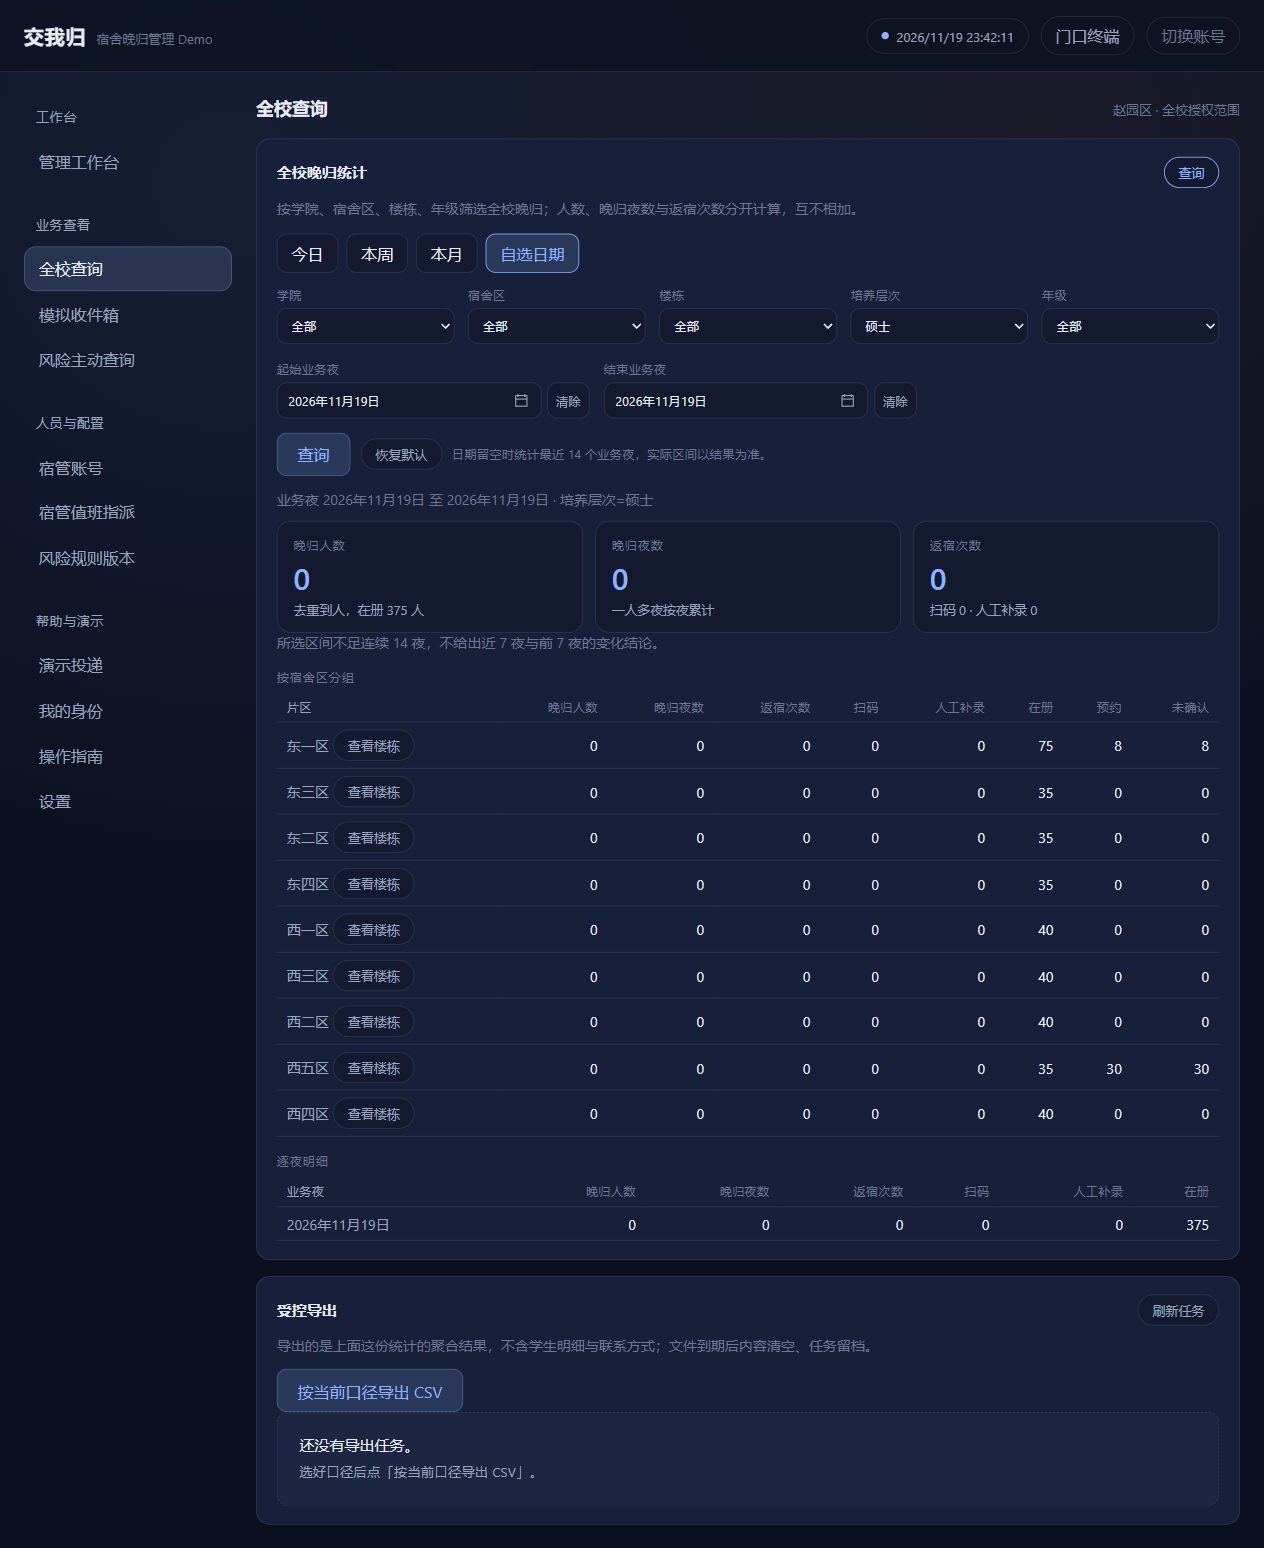 交我归 宿舍晚归管理 Demo
2026/11/19 23:42:11 门口终端 切换账号
工作台
管理工作台
业务查看
全校查询
模拟收件箱
风险主动查询
人员与配置
宿管账号
宿管值班指派
风险规则版本
帮助与演示
演示投递
我的身份
操作指南
设置
全校查询 赵园区 · 全校授权范围
全校晚归统计 查询
按学院、宿舍区、楼栋、年级筛选全校晚归；人数、晚归夜数与返宿次数分开计算，互不相加。
今日 本周 本月 自选日期
学院 宿舍区 楼栋 培养层次 年级
全部 全部 全部 硕士 全部
起始业务夜 结束业务夜
2026年11月19日 清除 2026年11月19日 清除
查询 恢复默认 日期留空时统计最近 14 个业务夜，实际区间以结果为准。
业务夜 2026年11月19日 至 2026年11月19日 · 培养层次=硕士
晚归人数 晚归夜数 返宿次数
0 0 0
去重到人，在册 375 人 一人多夜按夜累计 扫码 0 · 人工补录 0
所选区间不足连续 14 夜，不给出近 7 夜与前 7 夜的变化结论。
按宿舍区分组
片区 晚归人数 晚归夜数 返宿次数 扫码 人工补录 在册 预约 未确认
东一区 查看楼栋 0 0 0 0 0 75 8 8
东三区 查看楼栋 0 0 0 0 0 35 0 0
东二区 查看楼栋 0 0 0 0 0 35 0 0
东四区 查看楼栋 0 0 0 0 0 35 0 0
西一区 查看楼栋 0 0 0 0 0 40 0 0
西三区 查看楼栋 0 0 0 0 0 40 0 0
西二区 查看楼栋 0 0 0 0 0 40 0 0
西五区 查看楼栋 0 0 0 0 0 35 30 30
西四区 查看楼栋 0 0 0 0 0 40 0 0
逐夜明细
业务夜 晚归人数 晚归夜数 返宿次数 扫码 人工补录 在册
2026年11月19日 0 0 0 0 0 375
受控导出 刷新任务
导出的是上面这份统计的聚合结果，不含学生明细与联系方式；文件到期后内容清空、任务留档。
按当前口径导出 CSV
还没有导出任务。
选好口径后点「按当前口径导出 CSV」。